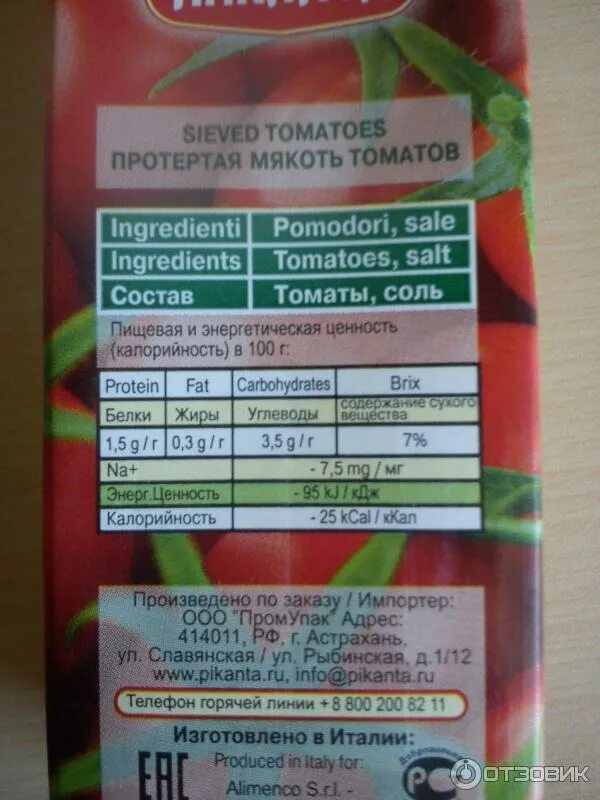 SIEVED TOMATOES
ПРОТЕРТАЯ МЯКОТЬ ТОМАТОВ
Ingredienti Pomodori, sale
Ingredients Tomatoes, salt
Состав Томаты, соль
Пищевая и энергетическая ценность
(калорийность) в 100 г:
Protein Fat Carbohydrates Brix
Белки Жиры Углеводы содержание сухого вещества
1,5 g / г 0,3 g / г 3,5 g / г 7%
Na+ - 7,5 mg / мг
Энерг.Ценность - 95 kJ / кДж
Калорийность - 25 kCal / кКал
Произведено по заказу / Импортер:
ООО "ПромУпак" Адрес:
414011, РФ, г. Астрахань,
ул. Славянская / ул. Рыбинская, д.1/12
www.pikanta.ru, info@pikanta.ru
Телефон горячей линии + 8 800 200 82 11
Изготовлено в Италии:
EAC
Produced in Italy for:
Alimenco S.r.l. -
Добровольная
РС
ОТЗОВИК